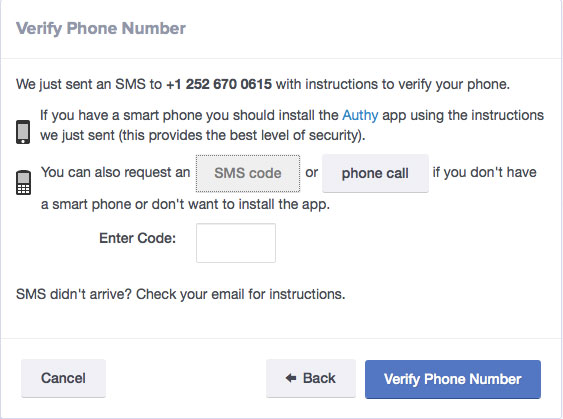 Verify Phone Number
We just sent an SMS to +1 252 670 0615 with instructions to verify your phone.
If you have a smart phone you should install the Authy app using the instructions
we just sent (this provides the best level of security).
You can also request an SMS code or phone call if you don't have
a smart phone or don't want to install the app.
Enter Code:
SMS didn't arrive? Check your email for instructions.
Cancel Back Verify Phone Number